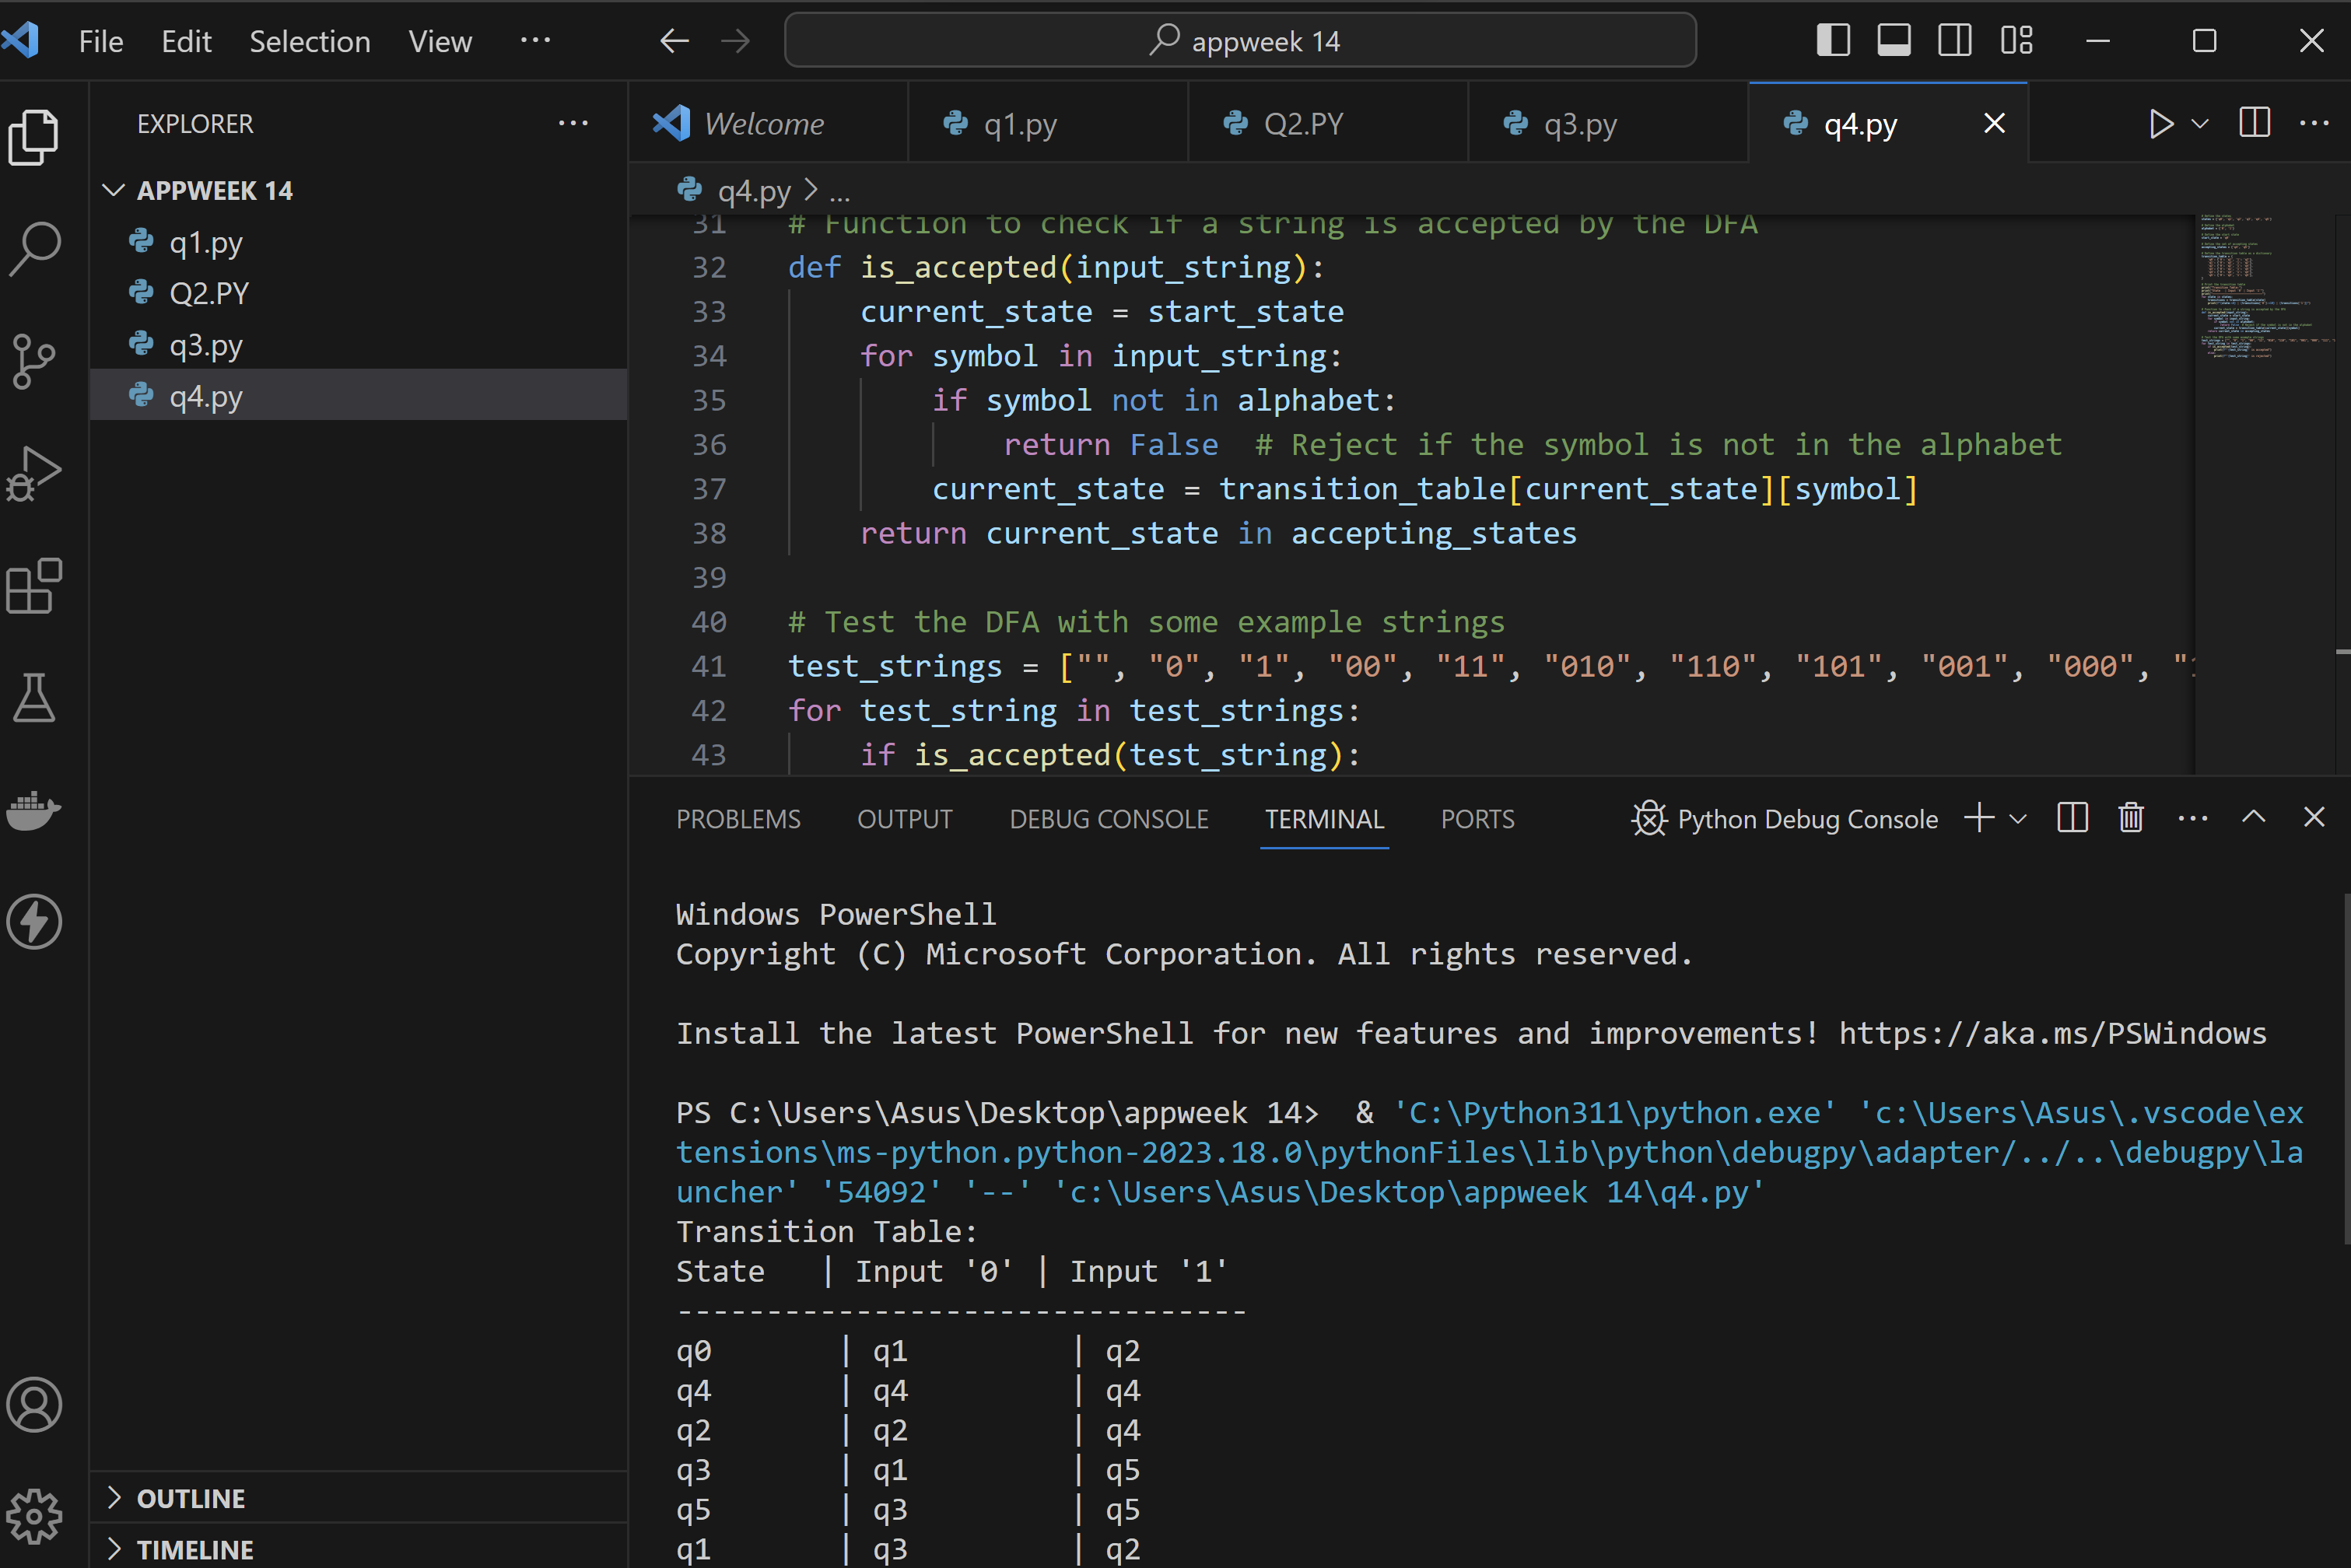 File Edit Selection View ...
appweek 14
EXPLORER ...
APPWEEK 14
q1.py
Q2.PY
q3.py
q4.py
OUTLINE
TIMELINE
Welcome q1.py Q2.PY q3.py q4.py
q4.py > ...
31 # Function to check if a string is accepted by the DFA
32 def is_accepted(input_string):
33 current_state = start_state
34 for symbol in input_string:
35 if symbol not in alphabet:
36 return False # Reject if the symbol is not in the alphabet
37 current_state = transition_table[current_state][symbol]
38 return current_state in accepting_states
39
40 # Test the DFA with some example strings
41 test_strings = ["", "0", "1", "00", "11", "010", "110", "101", "001", "000", "
42 for test_string in test_strings:
43 if is_accepted(test_string):
PROBLEMS OUTPUT DEBUG CONSOLE TERMINAL PORTS Python Debug Console
Windows PowerShell
Copyright (C) Microsoft Corporation. All rights reserved.
Install the latest PowerShell for new features and improvements! https://aka.ms/PSWindows
PS C:\Users\Asus\Desktop\appweek 14> & 'C:\Python311\python.exe' 'c:\Users\Asus\.vscode\ex
tensions\ms-python.python-2023.18.0\pythonFiles\lib\python\debugpy\adapter/../..\debugpy\la
uncher' '54092' '--' 'c:\Users\Asus\Desktop\appweek 14\q4.py'
Transition Table:
State | Input '0' | Input '1'
--------------------------------
q0 | q1 | q2
q4 | q4 | q4
q2 | q2 | q4
q3 | q1 | q5
q5 | q3 | q5
q1 | q3 | q2